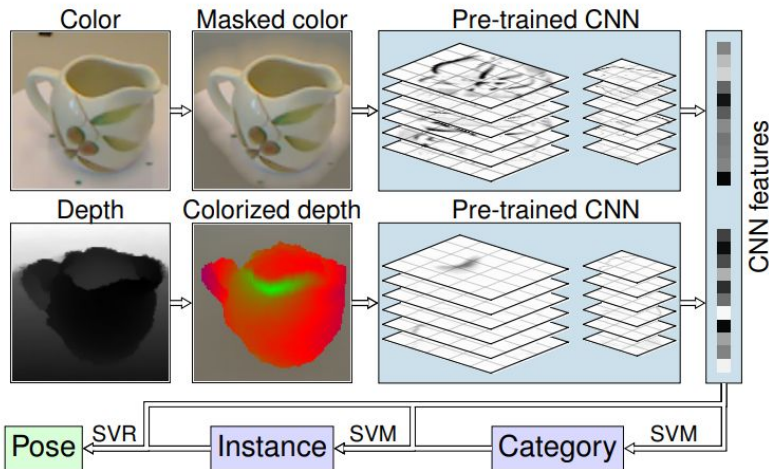 Color
Masked color
Pre-trained CNN
Depth
Colorized depth
Pre-trained CNN
CNN features
Pose
SVR
Instance
SVM
Category
SVM